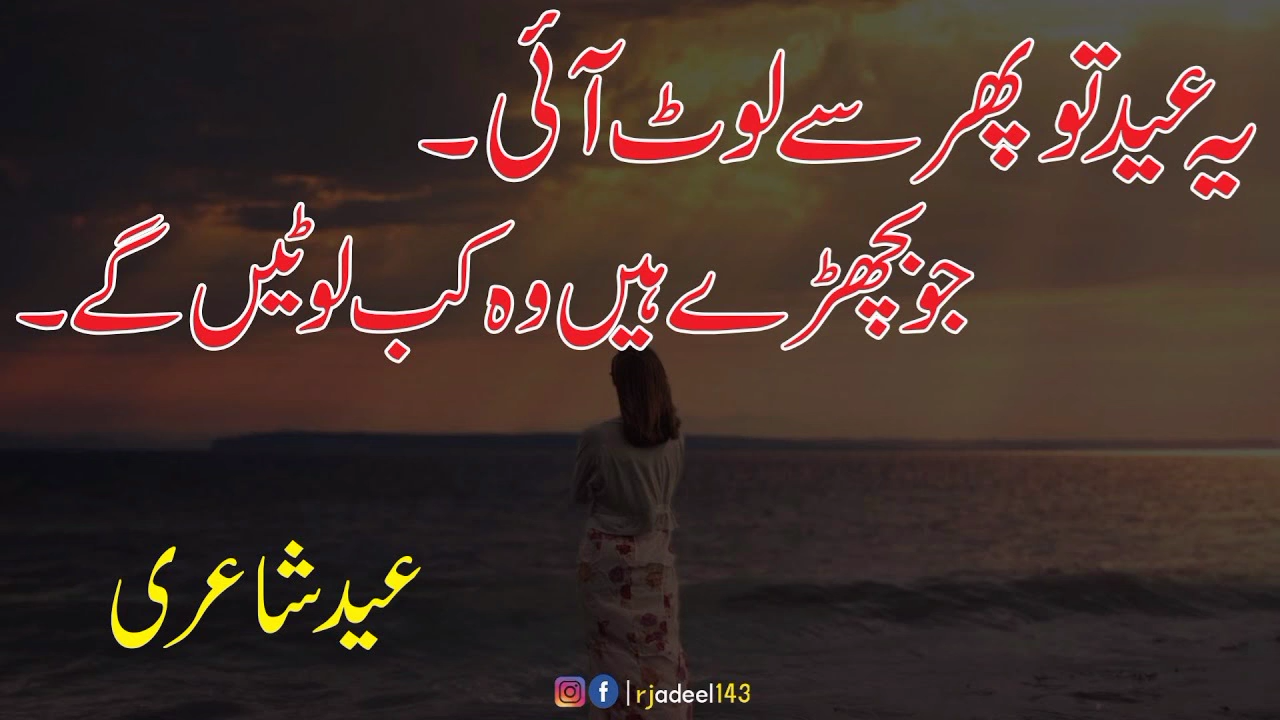 یہ عید تو پھر سے لوٹ آئی ۔
جو بچھڑے ہیں وہ کب لوٹیں گے ۔
عید شاعری
|rjadeel143